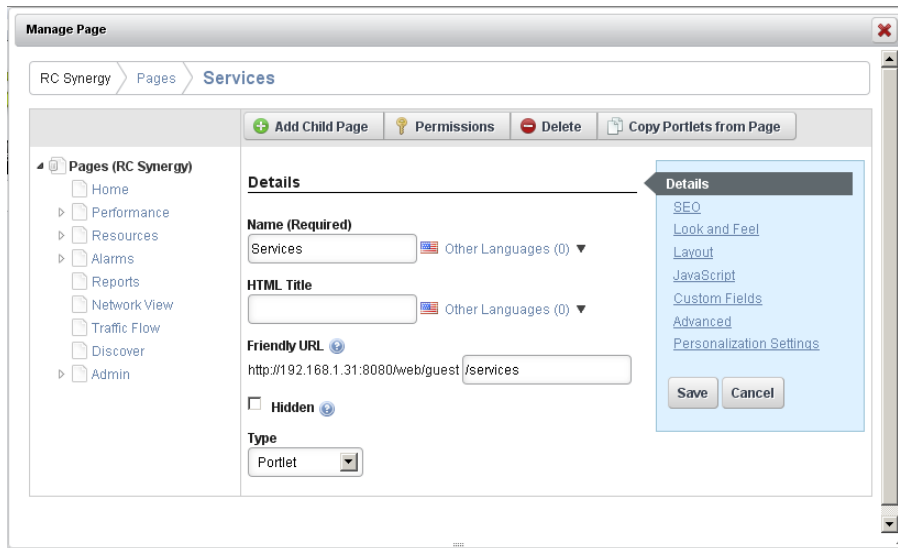 Manage Page
RC Synergy Pages Services
Add Child Page Permissions Delete Copy Portlets from Page
Pages (RC Synergy)
Home
Performance
Resources
Alarms
Reports
Network View
Traffic Flow
Discover
Admin
Details
Name (Required)
Services Other Languages (0)
HTML Title
Other Languages (0)
Friendly URL
http://192.168.1.31:8080/web/guest /services
Hidden
Type
Portlet
Details
SEO
Look and Feel
Layout
JavaScript
Custom Fields
Advanced
Personalization Settings
Save Cancel